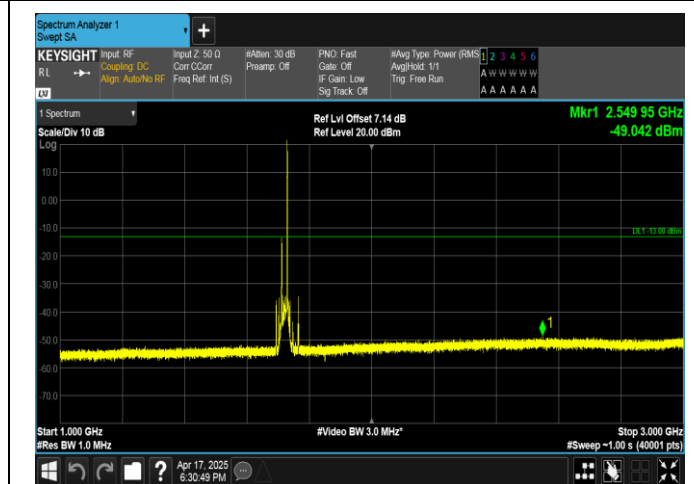 Spectrum Analyzer 1
Swept SA
+
KEYSIGHT Input: RF Input Z: 50 Ω #Atten: 30 dB PNO: Fast #Avg Type: Power (RMS 1 2 3 4 5 6
RL Coupling: DC Corr CCorr Preamp: Off Gate: Off Avg|Hold: 1/1 A W W W W W
Align: Auto/No RF Freq Ref: Int (S) IF Gain: Low Trig: Free Run
LXI Sig Track: Off A A A A A A
1 Spectrum Ref Lvl Offset 7.14 dB Mkr1 2.549 95 GHz
Scale/Div 10 dB Ref Level 20.00 dBm -49.042 dBm
Log
10.0
0.00
-10.0
DL1 -13.00 dBm
-20.0
-30.0
-40.0
1
-50.0
-60.0
-70.0
Start 1.000 GHz #Video BW 3.0 MHz* Stop 3.000 GHz
#Res BW 1.0 MHz #Sweep ~1.00 s (40001 pts)
? Apr 17, 2025
6:30:49 PM